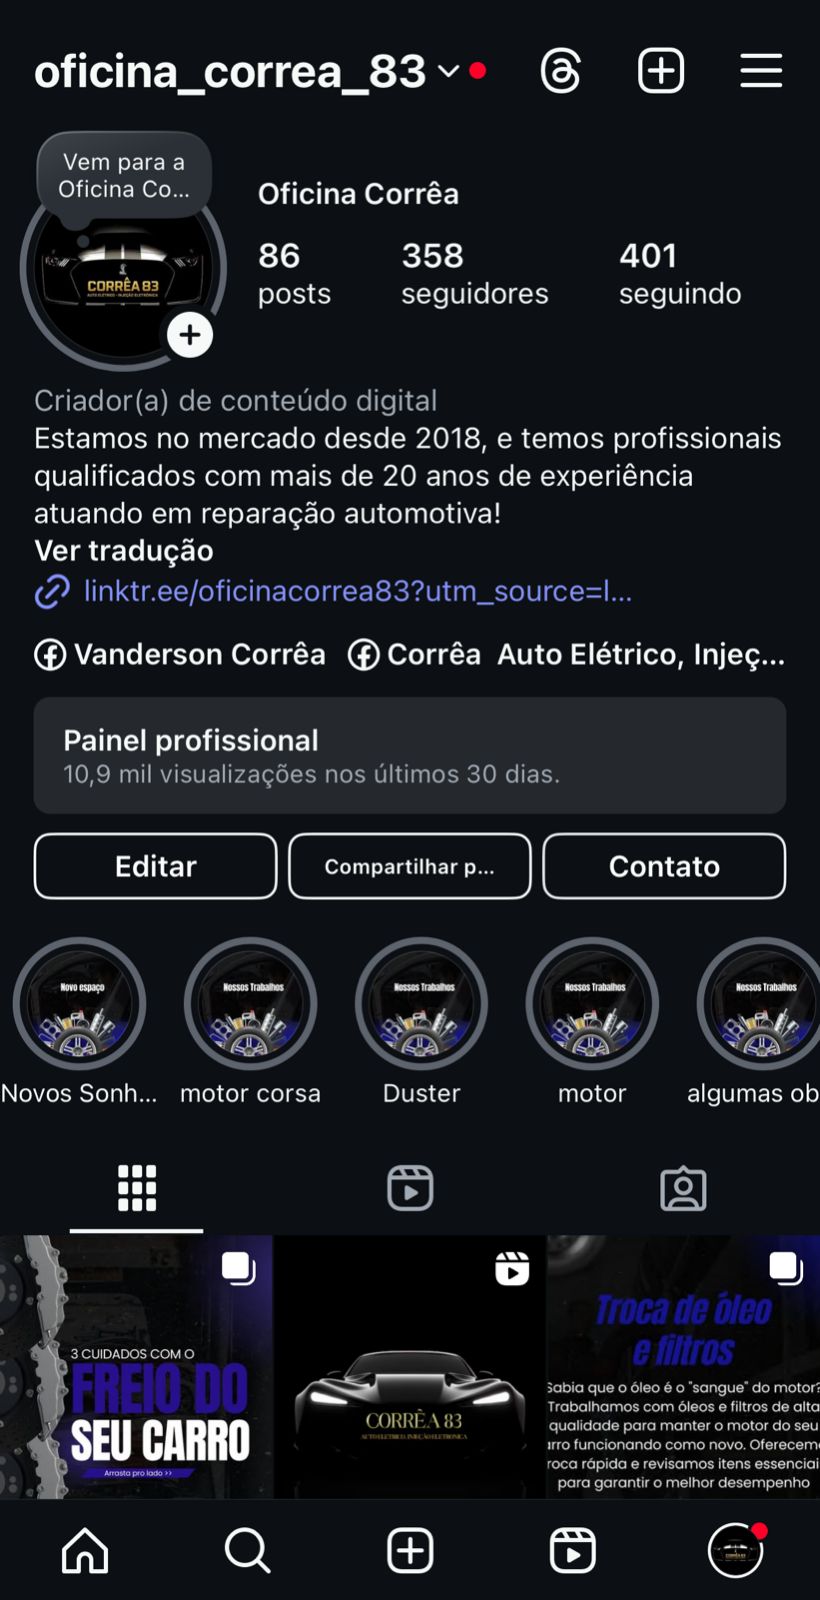 oficina_correa_83
Vem para a
Oficina Co...
Oficina Corrêa
86
358
401
posts
seguidores
seguindo
CORRÊA 83
AUTO ELETRICO - INJEÇÃO ELETRÔNICA
Criador(a) de conteúdo digital
Estamos no mercado desde 2018, e temos profissionais
qualificados com mais de 20 anos de experiência
atuando em reparação automotiva!
Ver tradução
linktr.ee/oficinacorrea83?utm_source=l...
Vanderson Corrêa
Corrêa Auto Elétrico, Injeç...
Painel profissional
10,9 mil visualizações nos últimos 30 dias.
Editar
Compartilhar p...
Contato
Novo espaço
Nossos Trabalhos
Nossos Trabalhos
Nossos Trabalhos
Nossos Trabalhos
Novos Sonh...
motor corsa
Duster
motor
algumas ob
3 CUIDADOS COM O
FREIO DO
SEU CARRO
Arrasta pro lado >>
CORRÊA 83
AUTO ELETRICO, INJEÇÃO ELETRONICA
Troca de óleo
e filtros
Sabia que o óleo é o "sangue" do motor?
Trabalhamos com óleos e filtros de alta
qualidade para manter o motor do seu
arro funcionando como novo. Oferecem
roca rápida e revisamos itens essenciai
para garantir o melhor desempenho